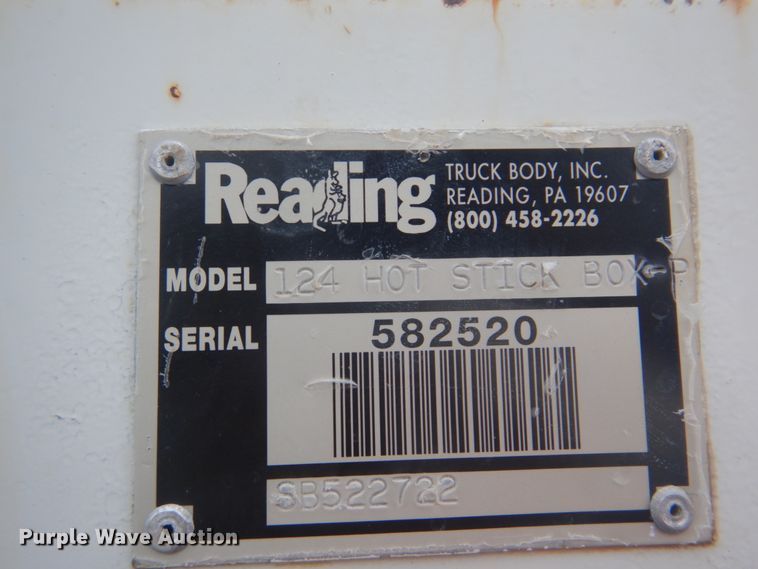 Reading
TRUCK BODY, INC.
READING, PA 19607
(800) 458-2226
MODEL 124 HOT STICK BOX-P
SERIAL 582520
SB522722
Purple Wave Auction